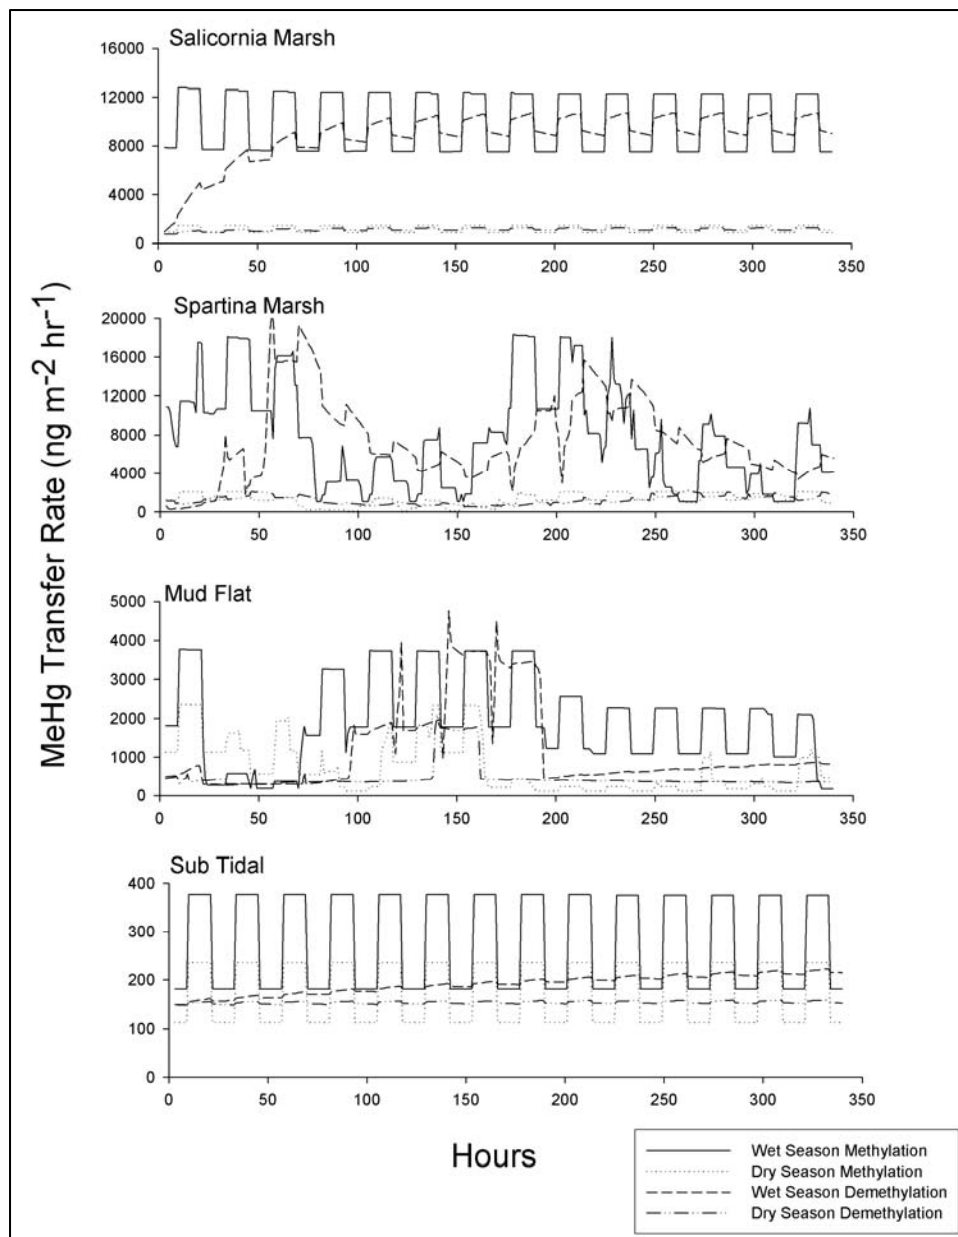 Salicornia Marsh
16000
12000
8000
4000
0
0 50 100 150 200 250 300 350
Spartina Marsh
20000
16000
12000
8000
4000
0
0 50 100 150 200 250 300 350
Mud Flat
5000
4000
3000
2000
1000
0
0 50 100 150 200 250 300 350
Sub Tidal
400
300
200
100
0
0 50 100 150 200 250 300 350
MeHg Transfer Rate (ng m-2 hr-1)
Hours
Wet Season Methylation
Dry Season Methylation
Wet Season Demethylation
Dry Season Demethylation